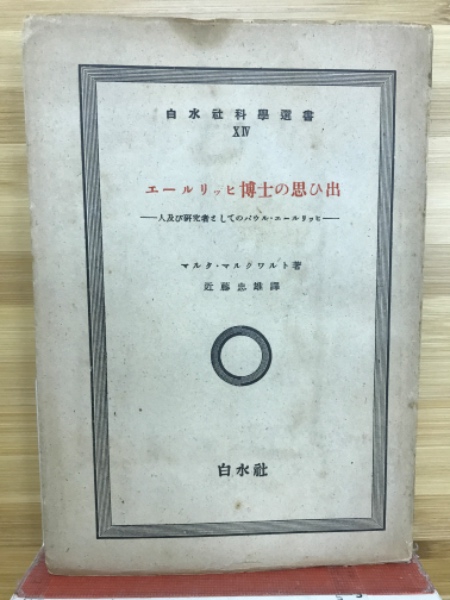 白水社科學選書
XIV
エールリッヒ博士の思ひ出
──人及び研究者としてのパウル・エールリッヒ──
マルタ・マルクワルト著
近藤忠雄譯
白水社